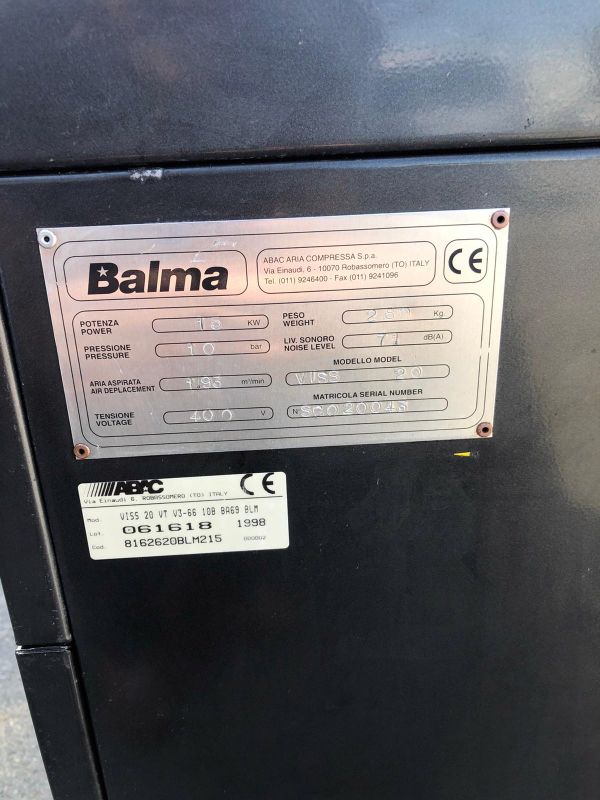 Balma
ABAC ARIA COMPRESSA S.p.a.
Via Einaudi, 6 - 10070 Robassomero (TO) ITALY
Tel. (011) 9246400 - Fax (011) 9241096
CE
POTENZA
POWER
15 KW
PESO
WEIGHT
Kg.
PRESSIONE
PRESSURE
10 bar
LIV. SONORO
NOISE LEVEL
71 dB(A)
ARIA ASPIRATA
AIR DEPLACEMENT
m³/min
MODELLO MODEL
VISS 20
TENSIONE
VOLTAGE
400 V
MATRICOLA SERIAL NUMBER
N°
ABAC
CE
Via Einaudi 6, ROBASSOMERO (TO) ITALY
Mod. VISS 20 VT V3-66 10B BA69 BLM
Lot. 061618 1998
Cod. 8162620BLM215